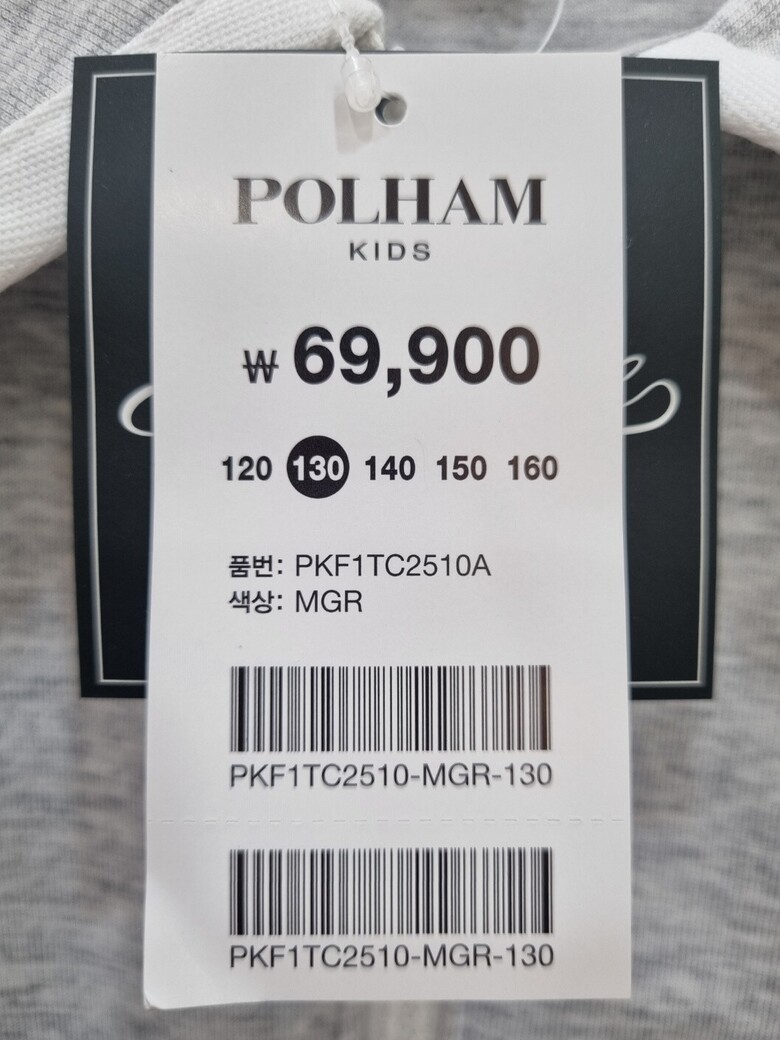 POLHAM
KIDS
₩ 69,900
120 130 140 150 160
품번: PKF1TC2510A
색상: MGR
PKF1TC2510-MGR-130
PKF1TC2510-MGR-130